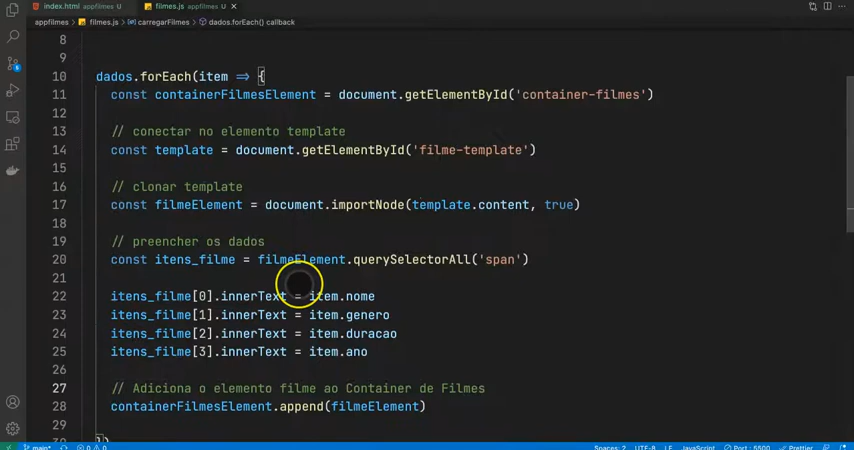 index.html appfilmes U filmes.js appfilmes U ×
appfilmes > filmes.js > carregarFilmes > dados.forEach() callback
8
9
10 dados.forEach(item => {
11 const containerFilmesElement = document.getElementById('container-filmes')
12
13 // conectar no elemento template
14 const template = document.getElementById('filme-template')
15
16 // clonar template
17 const filmeElement = document.importNode(template.content, true)
18
19 // preencher os dados
20 const itens_filme = filmeElement.querySelectorAll('span')
21
22 itens_filme[0].innerText = item.nome
23 itens_filme[1].innerText = item.genero
24 itens_filme[2].innerText = item.duracao
25 itens_filme[3].innerText = item.ano
26
27 // Adiciona o elemento filme ao Container de Filmes
28 containerFilmesElement.append(filmeElement)
29
30 })
main* 0 0 Spaces: 2 UTF-8 LF JavaScript Port : 5500 Prettier